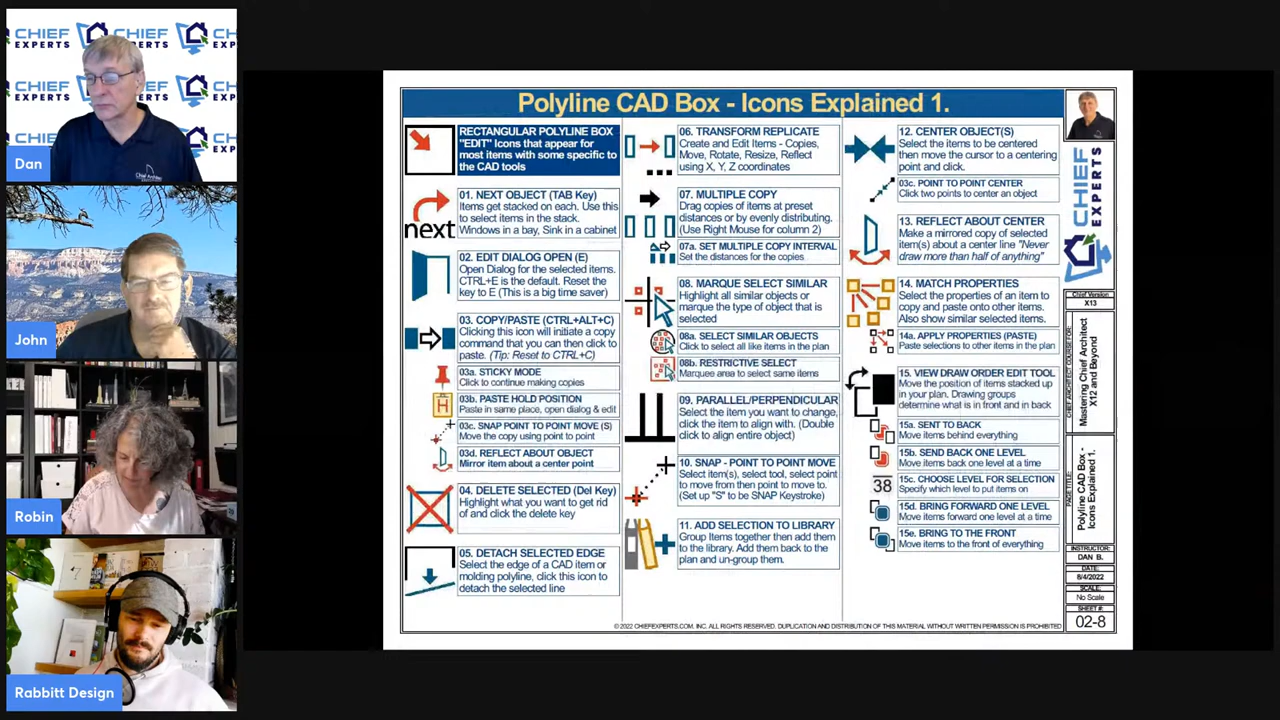 CHIEF
EXPERTS
CHIEF
EXPERTS
CHIEF
EXPERTS
CHIEF
EXPERTS
CHIEF
EXPERTS
Chief Architect
Dan
John
Robin
Rabbitt Design
Polyline CAD Box - Icons Explained 1.
RECTANGULAR POLYLINE BOX
"EDIT" Icons that appear for
most items with some specific to
the CAD tools
next
01. NEXT OBJECT (TAB Key)
Items get stacked on each. Use this
to select items in the stack.
Windows in a bay, Sink in a cabinet
02. EDIT DIALOG OPEN (E)
Open Dialog for the selected items.
CTRL+E is the default. Reset the
key to E (This is a big time saver)
03. COPY/PASTE (CTRL+ALT+C)
Clicking this icon will initiate a copy
command that you can then click to
paste. (Tip: Reset to CTRL+C)
03a. STICKY MODE
Click to continue making copies
H
03b. PASTE HOLD POSITION
Paste in same place, open dialog & edit
03c. SNAP POINT TO POINT MOVE (S)
Move the copy using point to point
03d. REFLECT ABOUT OBJECT
Mirror item about a center point
04. DELETE SELECTED (Del Key)
Highlight what you want to get rid
of and click the delete key
05. DETACH SELECTED EDGE
Select the edge of a CAD item or
molding polyline, click this icon to
detach the selected line
06. TRANSFORM REPLICATE
Create and Edit Items - Copies,
Move, Rotate, Resize, Reflect
using X, Y, Z coordinates
07. MULTIPLE COPY
Drag copies of items at preset
distances or by evenly distributing.
(Use Right Mouse for column 2)
07a. SET MULTIPLE COPY INTERVAL
Set the distances for the copies
08. MARQUE SELECT SIMILAR
Highlight all similar objects or
marque the type of object that is
selected
08a. SELECT SIMILAR OBJECTS
Click to select all like items in the plan
08b. RESTRICTIVE SELECT
Marquee area to select same items
09. PARALLEL/PERPENDICULAR
Select the item you want to change,
click the item to align with. (Double
click to align entire object)
10. SNAP - POINT TO POINT MOVE
Select item(s), select tool, select point
to move from then point to move to.
(Set up "S" to be SNAP Keystroke)
11. ADD SELECTION TO LIBRARY
Group Items together then add them
to the library. Add them back to the
plan and un-group them.
12. CENTER OBJECT(S)
Select the items to be centered
then move the cursor to a centering
point and click.
03c. POINT TO POINT CENTER
Click two points to center an object
13. REFLECT ABOUT CENTER
Make a mirrored copy of selected
item(s) about a center line "Never
draw more than half of anything"
14. MATCH PROPERTIES
Select the properties of an item to
copy and paste onto other items.
Also show similar selected items.
14a. APPLY PROPERTIES (PASTE)
Paste selections to other items in the plan
15. VIEW DRAW ORDER EDIT TOOL
Move the position of items stacked up
in your plan. Drawing groups
determine what is in front and in back
15a. SENT TO BACK
Move items behind everything
15b. SEND BACK ONE LEVEL
Move items back one level at a time
38
15c. CHOOSE LEVEL FOR SELECTION
Specify which level to put items on
15d. BRING FORWARD ONE LEVEL
Move items forward one level at a time
15e. BRING TO THE FRONT
Move items to the front of everything
© 2022 CHIEFEXPERTS.COM, INC. ALL RIGHTS RESERVED. DUPLICATION AND DISTRIBUTION OF THIS MATERIAL WITHOUT WRITTEN PERMISSION IS PROHIBITED
CHIEF
EXPERTS
Chief Version
X13
CHIEF ARCHITECT COURSE FOR:
Mastering Chief Architect
X12 and Beyond
PAGE TITLE:
Polyline CAD Box -
Icons Explained 1.
INSTRUCTOR:
DAN B.
DATE:
8/4/2022
SCALE:
No Scale
SHEET #:
02-8